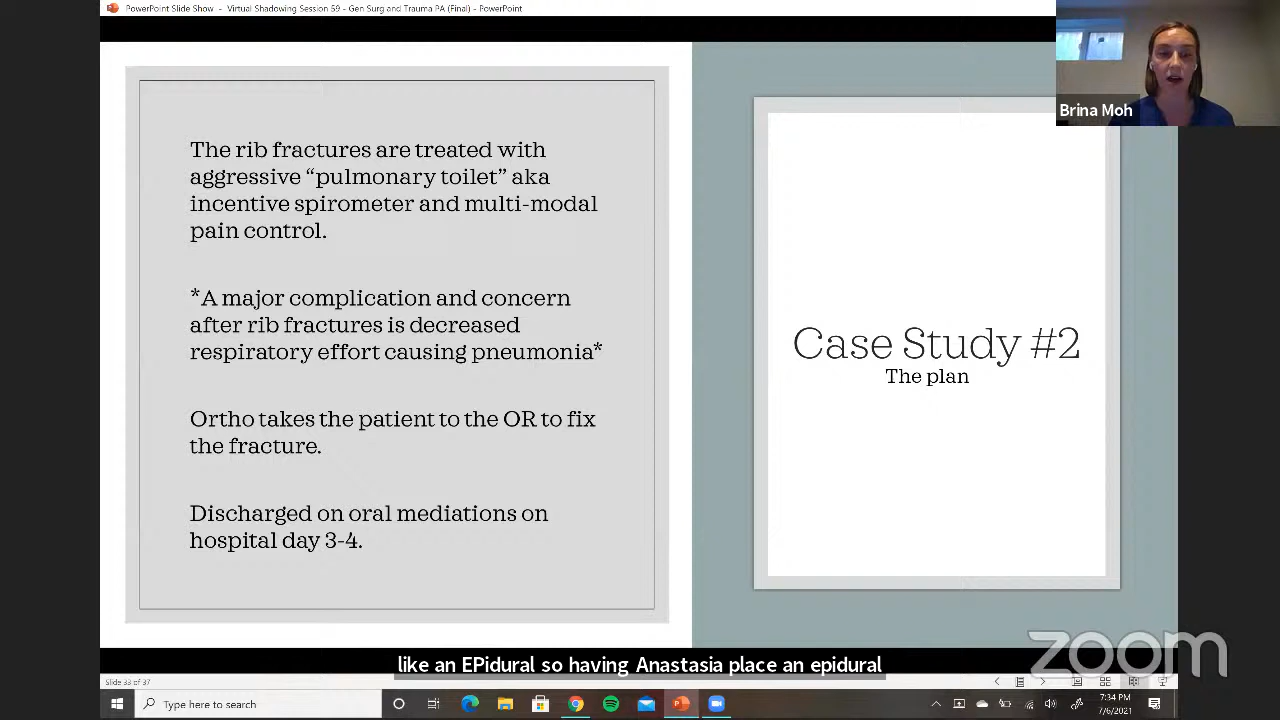 PowerPoint Slide Show - Virtual Shadowing Session 59 - Gen Surg and Trauma PA (Final) - PowerPoint
Brina Moh
The rib fractures are treated with
aggressive “pulmonary toilet” aka
incentive spirometer and multi-modal
pain control.
*A major complication and concern
after rib fractures is decreased
respiratory effort causing pneumonia*
Ortho takes the patient to the OR to fix
the fracture.
Discharged on oral mediations on
hospital day 3-4.
Case Study #2
The plan
like an EPidural so having Anastasia place an epidural
zoom
Slide 33 of 37
Type here to search
7:34 PM
7/6/2021